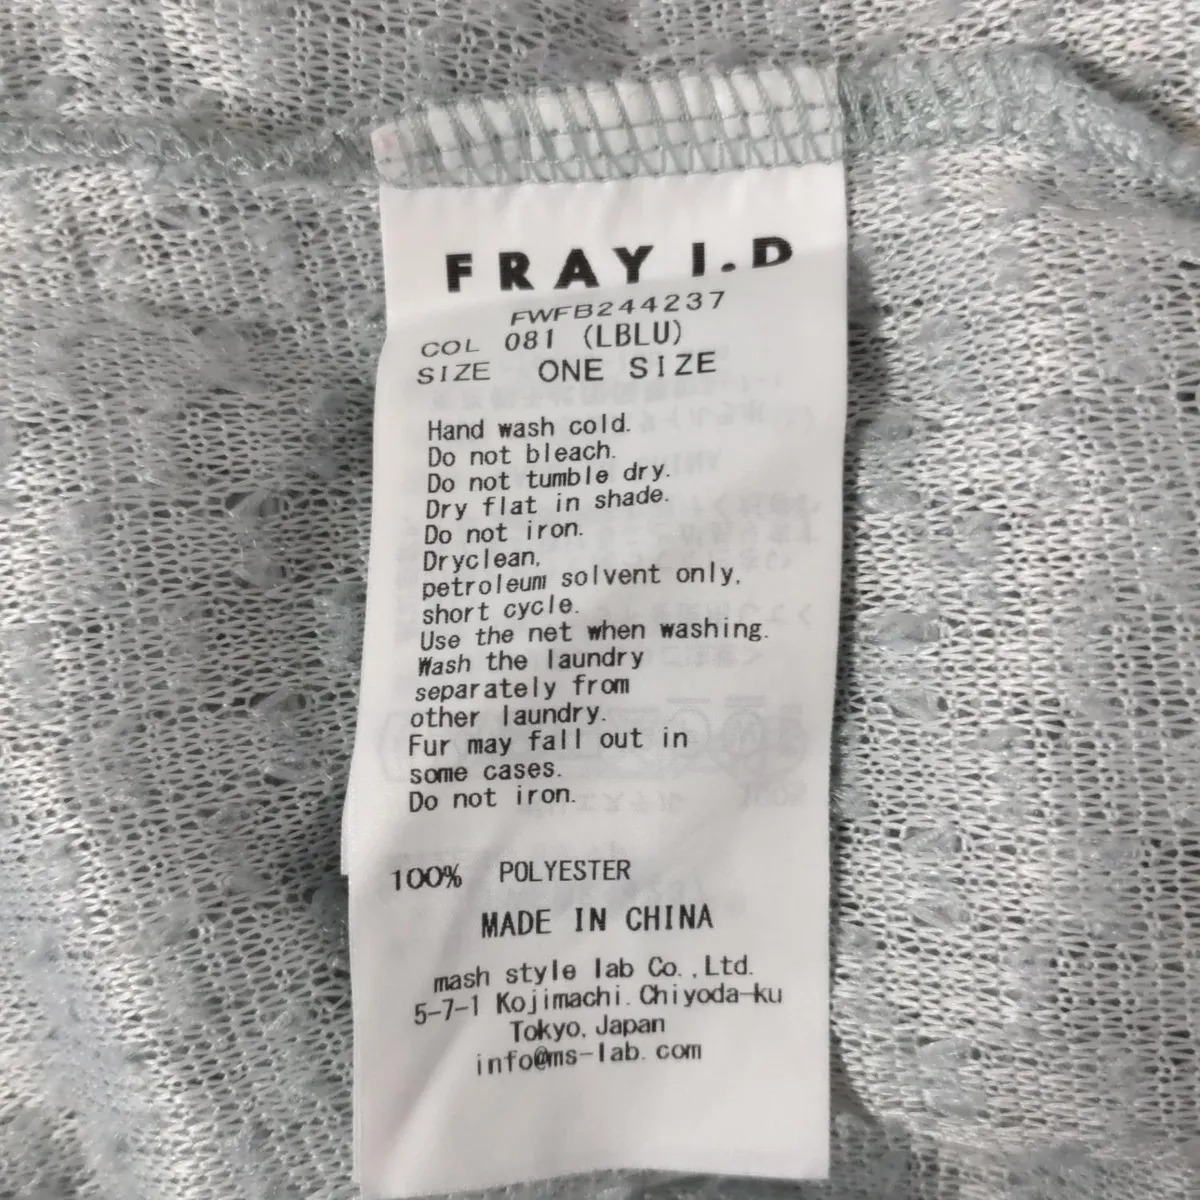 FRAY I.D
FWFB244237
COL 081 (LBLU)
SIZE ONE SIZE
Hand wash cold.
Do not bleach.
Do not tumble dry.
Dry flat in shade.
Do not iron.
Dryclean,
petroleum solvent only,
short cycle.
Use the net when washing.
Wash the laundry
separately from
other laundry.
Fur may fall out in
some cases.
Do not iron.
100% POLYESTER
MADE IN CHINA
mash style lab Co.,Ltd.
5-7-1 Kojimachi. Chiyoda-ku
Tokyo, Japan
info@ms-lab.com